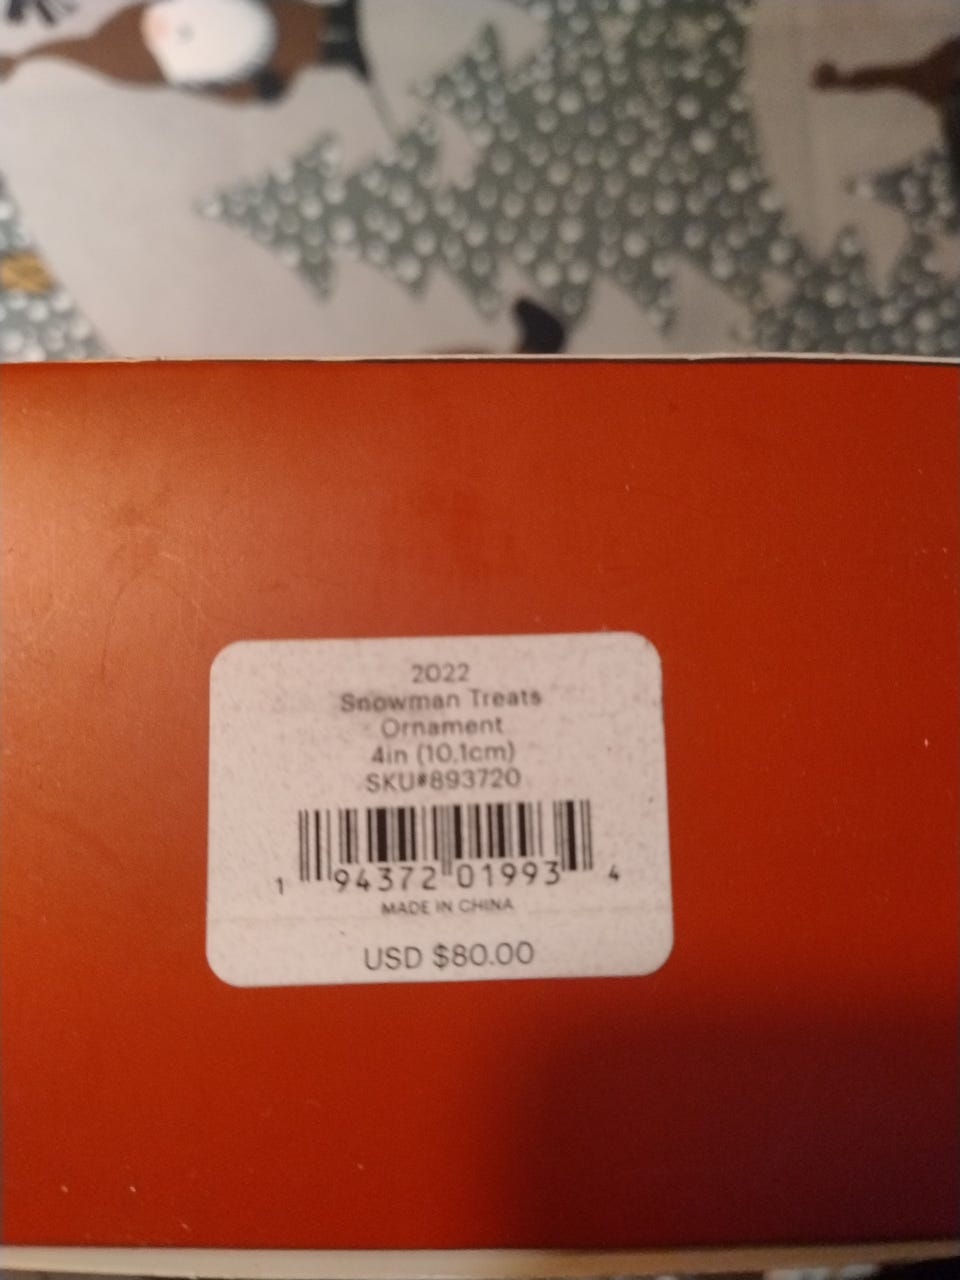 2022
Snowman Treats
Ornament
4in (10.1cm)
SKU#893720
1 94372 01993 4
MADE IN CHINA
USD $80.00